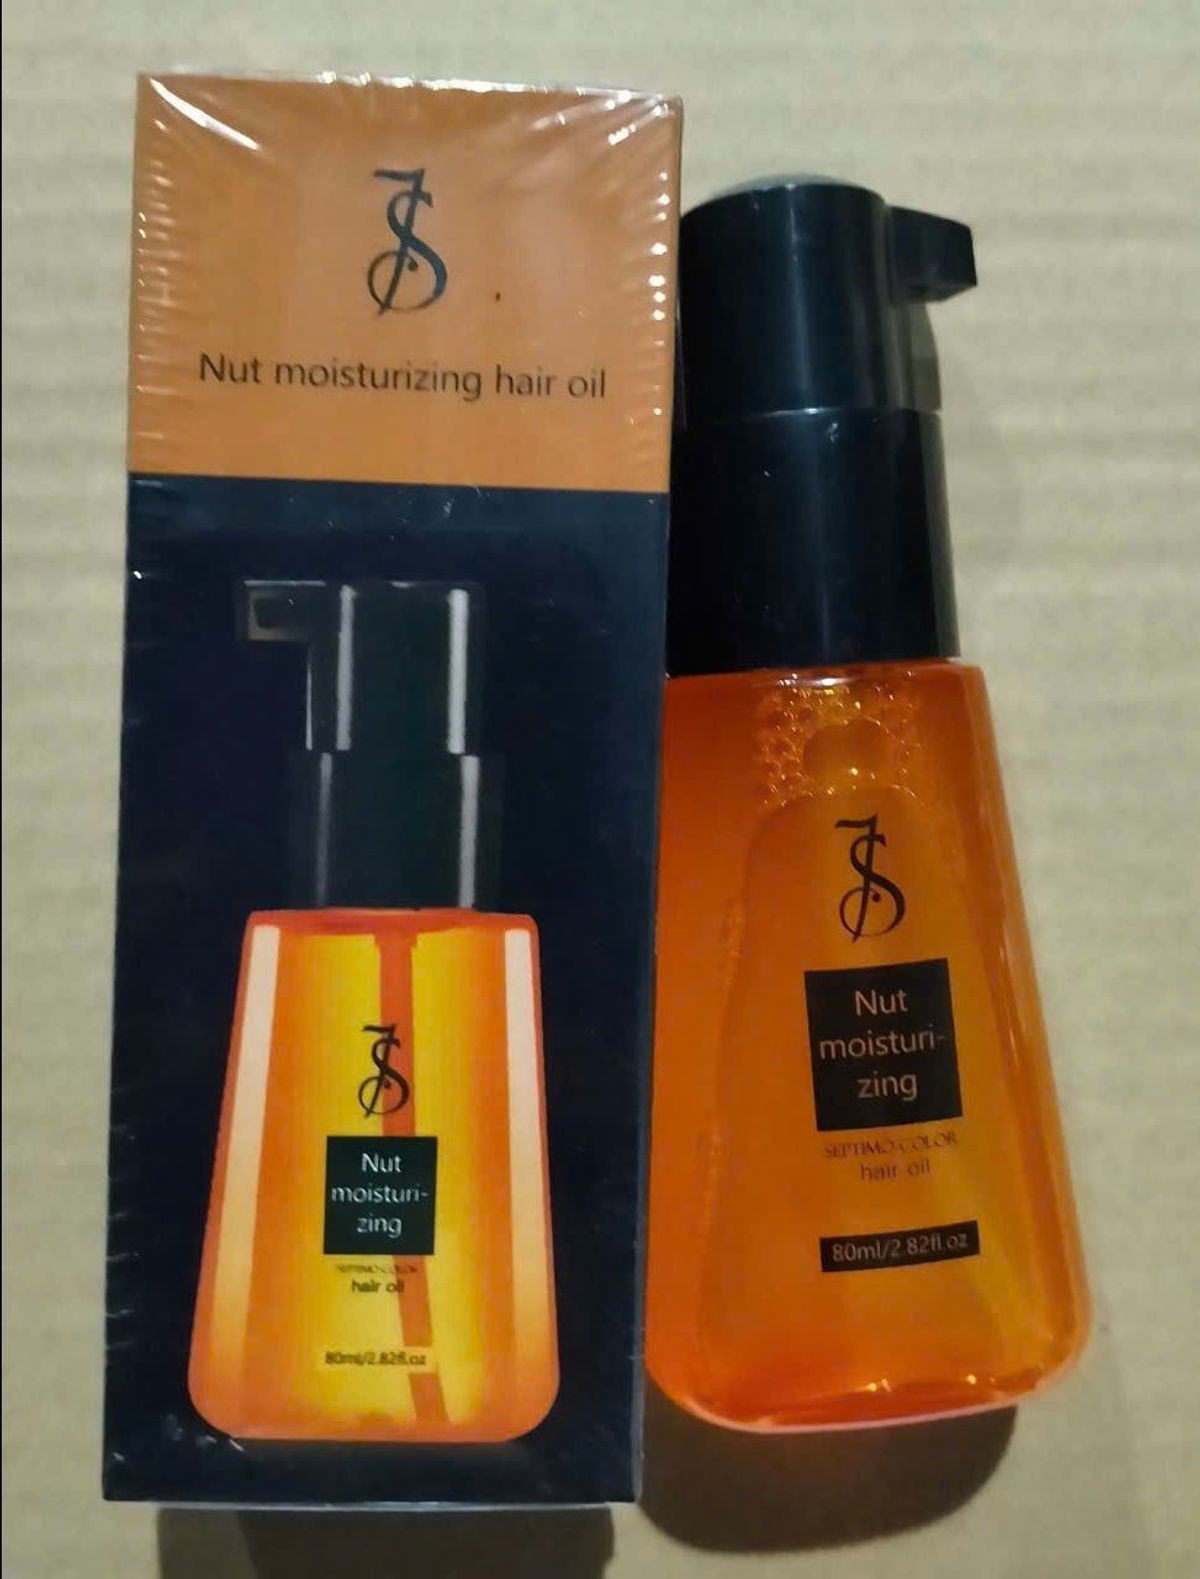 Nut moisturizing hair oil
Nut
moisturi-
zing
SEPTIMO COLOR
hair oil
80ml/2.82fl.oz
Nut
moisturi-
zing
SEPTIMO COLOR
hair oil
80ml/2.82fl.oz